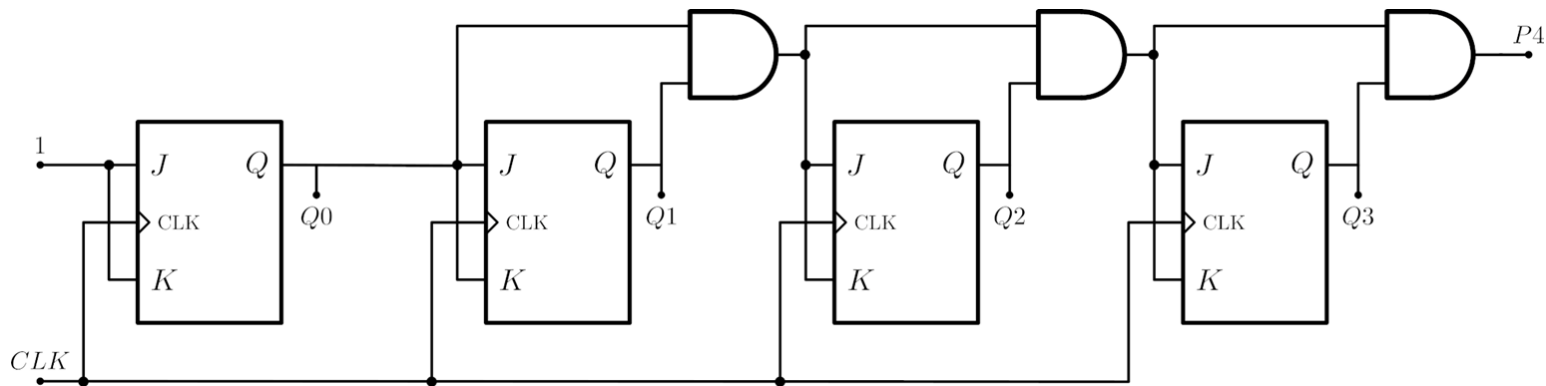 P4
1
J Q J Q J Q J Q
Q0 Q1 Q2 Q3
CLK CLK CLK CLK
K K K K
CLK